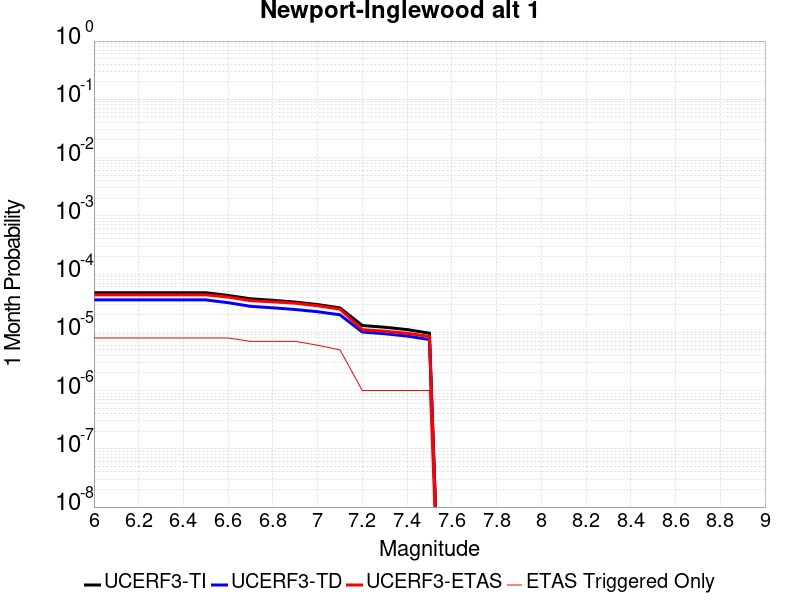 Newport-Inglewood alt 1
10 0
10 -1
10 -2
10 -3
10 -4
10 -5
10 -6
10 -7
10 -8
1 Month Probability
6 6.2 6.4 6.6 6.8 7 7.2 7.4 7.6 7.8 8 8.2 8.4 8.6 8.8 9
Magnitude
UCERF3-TI UCERF3-TD UCERF3-ETAS ETAS Triggered Only